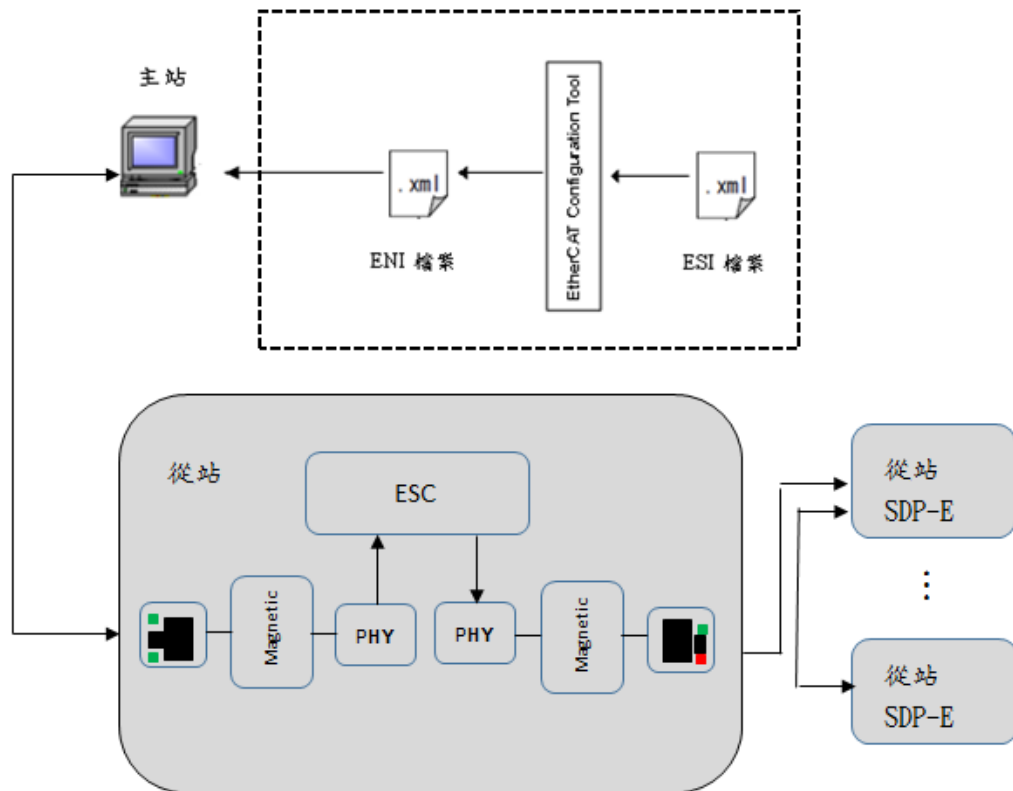 主站
.xml
EtherCAT Configuration Tool
.xml
ENI 檔案
ESI 檔案
從站
ESC
Magnetic
PHY
PHY
Magnetic
從站
SDP-E
⋮
從站
SDP-E